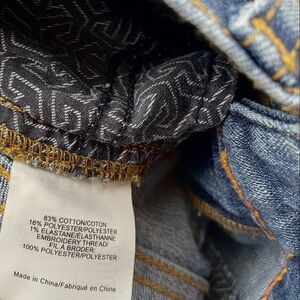 83% COTTON/COTON
16% POLYESTER/POLYESTER
1% ELASTANE/ELASTHANNE
EMBROIDERY THREAD/
FIL À BRODER:
100% POLYESTER/POLYESTER
Made in China/Fabriqué en China